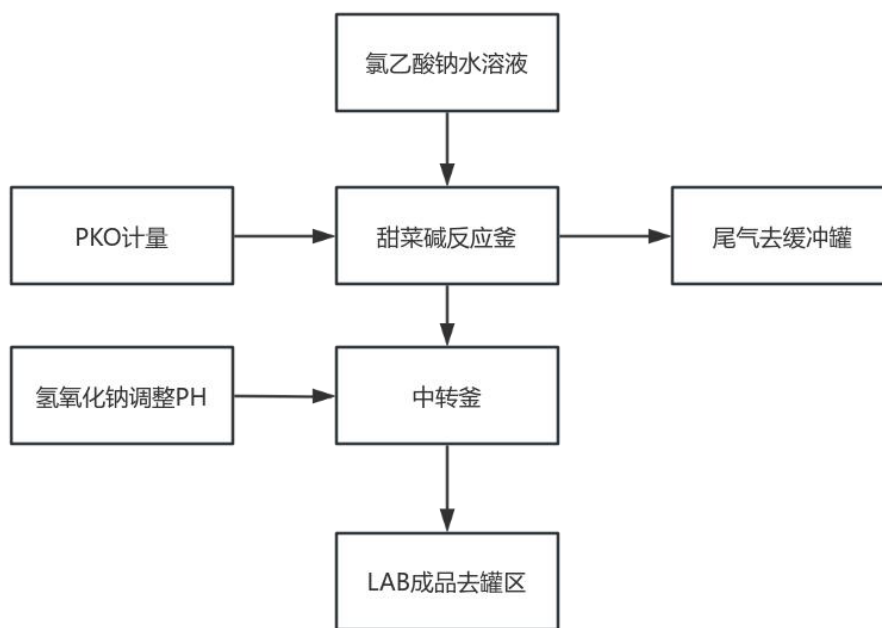 氯乙酸钠水溶液
PKO计量
甜菜碱反应釜
尾气去缓冲罐
氢氧化钠调整PH
中转釜
LAB成品去罐区